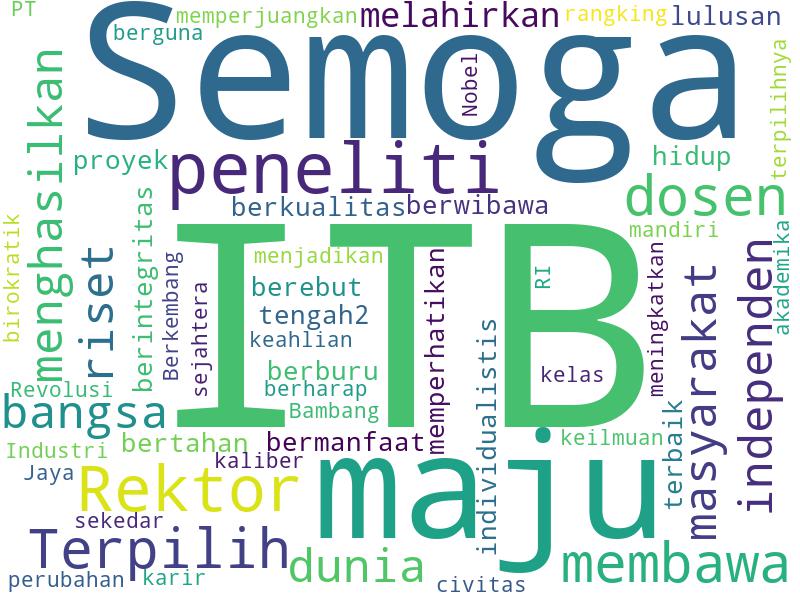 PT
memperjuangkan
melahirkan
rangking
lulusan
berguna
Semoga
Nobel
terpilihnya
menghasilkan
proyek
peneliti
hidup
dosen
berkualitas
berwibawa
mandiri
birokratik
riset
berintegritas
Berkembang
sejahtera
ITB
menjadikan
berebut
tengah2
keahlian
berburu
berharap
Bambang
memperhatikan
individualistis
RI
kelas
meningkatkan
masyarakat
independen
akademika
Revolusi
bangsa
Industri
bertahan
bermanfaat
keilmuan
terbaik
Jaya
kaliber
Rektor
maju
sekedar
Terpilih
dunia
membawa
perubahan
karir
civitas